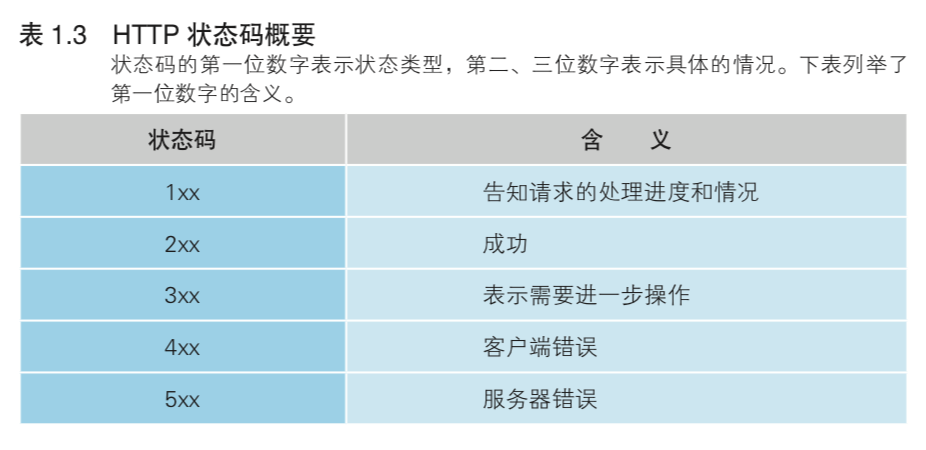 表 1.3 HTTP 状态码概要
状态码的第一位数字表示状态类型，第二、三位数字表示具体的情况。下表列举了
第一位数字的含义。
状态码 含 义
1xx 告知请求的处理进度和情况
2xx 成功
3xx 表示需要进一步操作
4xx 客户端错误
5xx 服务器错误